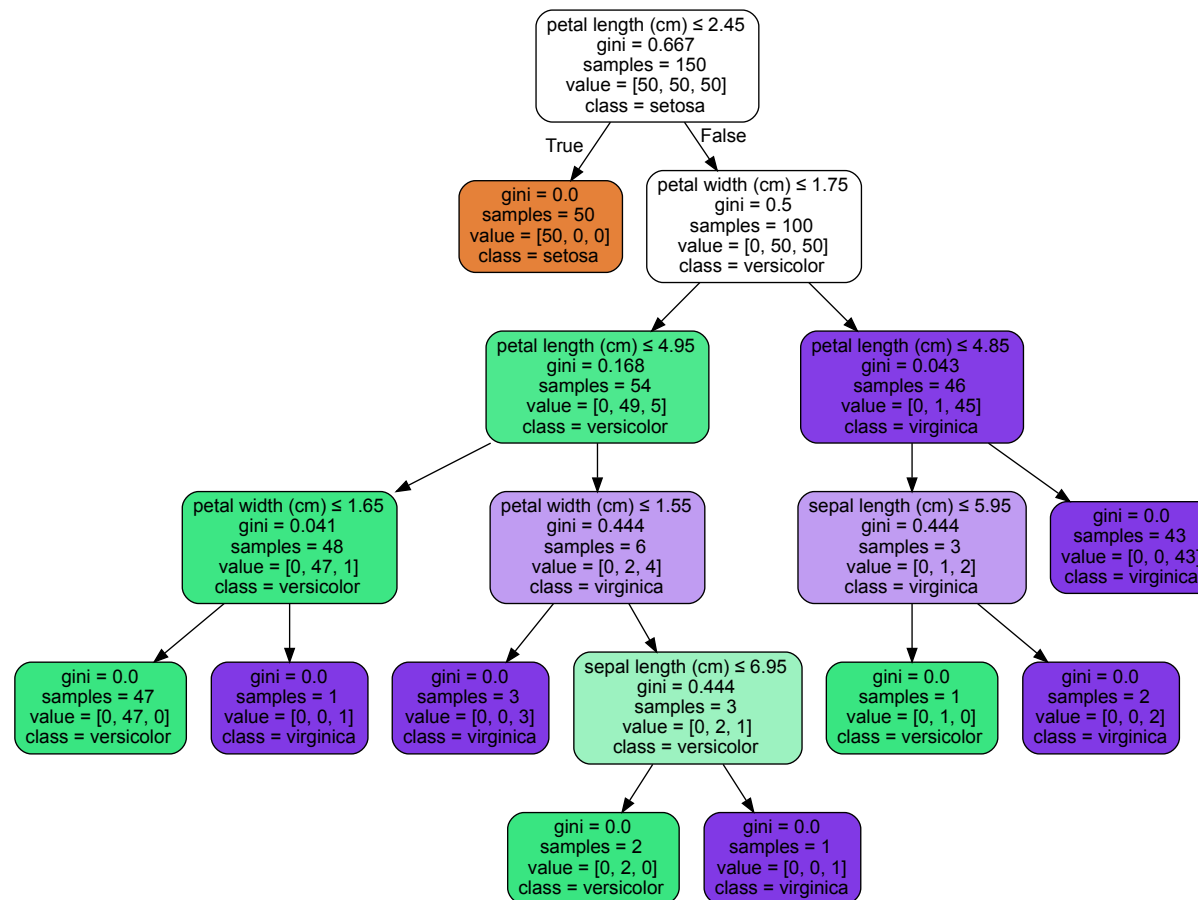 petal length (cm) ≤ 2.45
gini = 0.667
samples = 150
value = [50, 50, 50]
class = setosa
True
False
gini = 0.0
samples = 50
value = [50, 0, 0]
class = setosa
petal width (cm) ≤ 1.75
gini = 0.5
samples = 100
value = [0, 50, 50]
class = versicolor
petal length (cm) ≤ 4.95
gini = 0.168
samples = 54
value = [0, 49, 5]
class = versicolor
petal length (cm) ≤ 4.85
gini = 0.043
samples = 46
value = [0, 1, 45]
class = virginica
petal width (cm) ≤ 1.65
gini = 0.041
samples = 48
value = [0, 47, 1]
class = versicolor
petal width (cm) ≤ 1.55
gini = 0.444
samples = 6
value = [0, 2, 4]
class = virginica
sepal length (cm) ≤ 5.95
gini = 0.444
samples = 3
value = [0, 1, 2]
class = virginica
gini = 0.0
samples = 43
value = [0, 0, 43]
class = virginica
gini = 0.0
samples = 47
value = [0, 47, 0]
class = versicolor
gini = 0.0
samples = 1
value = [0, 0, 1]
class = virginica
gini = 0.0
samples = 3
value = [0, 0, 3]
class = virginica
sepal length (cm) ≤ 6.95
gini = 0.444
samples = 3
value = [0, 2, 1]
class = versicolor
gini = 0.0
samples = 1
value = [0, 1, 0]
class = versicolor
gini = 0.0
samples = 2
value = [0, 0, 2]
class = virginica
gini = 0.0
samples = 2
value = [0, 2, 0]
class = versicolor
gini = 0.0
samples = 1
value = [0, 0, 1]
class = virginica